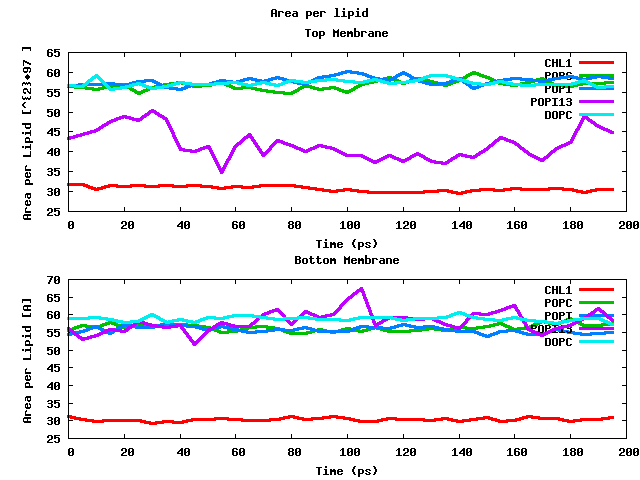 Area per lipid
Top Membrane
Area per Lipid [^{23*97 ]
65
60
55
50
45
40
35
30
25
0 20 40 60 80 100 120 140 160 180 200
Time (ps)
CHL1
POPC
POPI
POPI13
DOPC
Bottom Membrane
Area per Lipid [A]
70
65
60
55
50
45
40
35
30
25
0 20 40 60 80 100 120 140 160 180 200
Time (ps)
CHL1
POPC
POPI
POPI13
DOPC